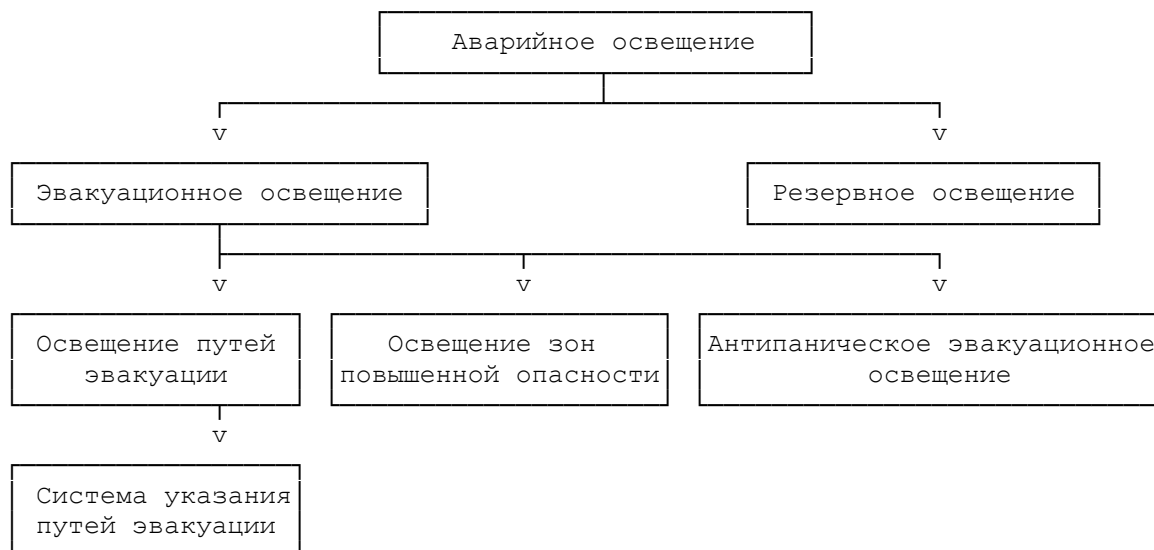 Аварийное освещение
v
v
Эвакуационное освещение
Резервное освещение
v
v
v
Освещение путей
эвакуации
Освещение зон
повышенной опасности
Антипаническое эвакуационное
освещение
v
Система указания
путей эвакуации